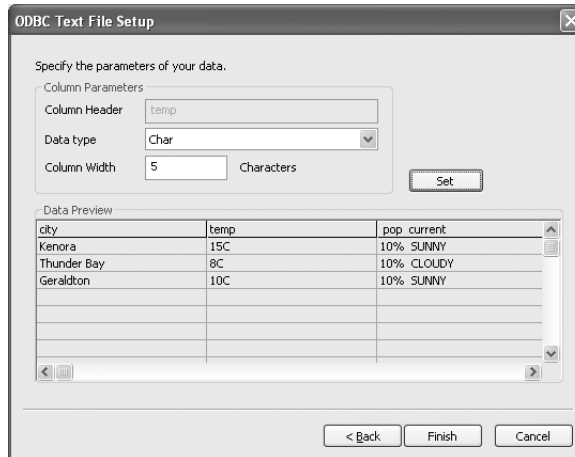 ODBC Text File Setup
Specify the parameters of your data.
Column Parameters
Column Header temp
Data type Char
Column Width 5 Characters
Set
Data Preview
city temp pop current
Kenora 15C 10% SUNNY
Thunder Bay 8C 10% CLOUDY
Geraldton 10C 10% SUNNY
< Back Finish Cancel